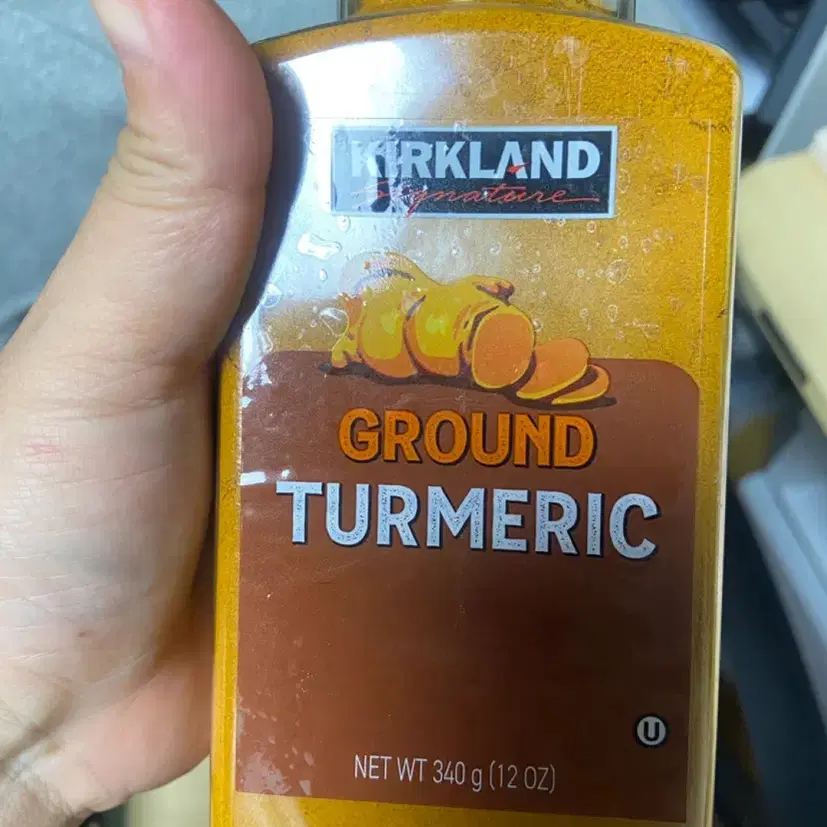 KIRKLAND
Signature
GROUND
TURMERIC
U
NET WT 340 g (12 OZ)